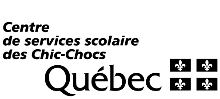 Centre
de services scolaire
des Chic-Chocs
Québec